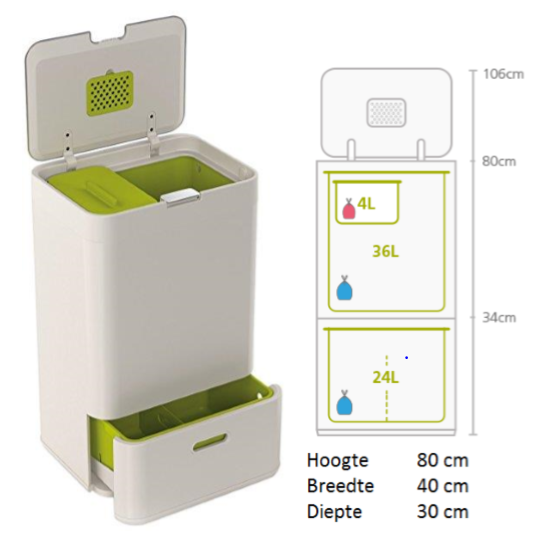 106cm
80cm
4L
36L
34cm
24L
Hoogte 80 cm
Breedte 40 cm
Diepte 30 cm